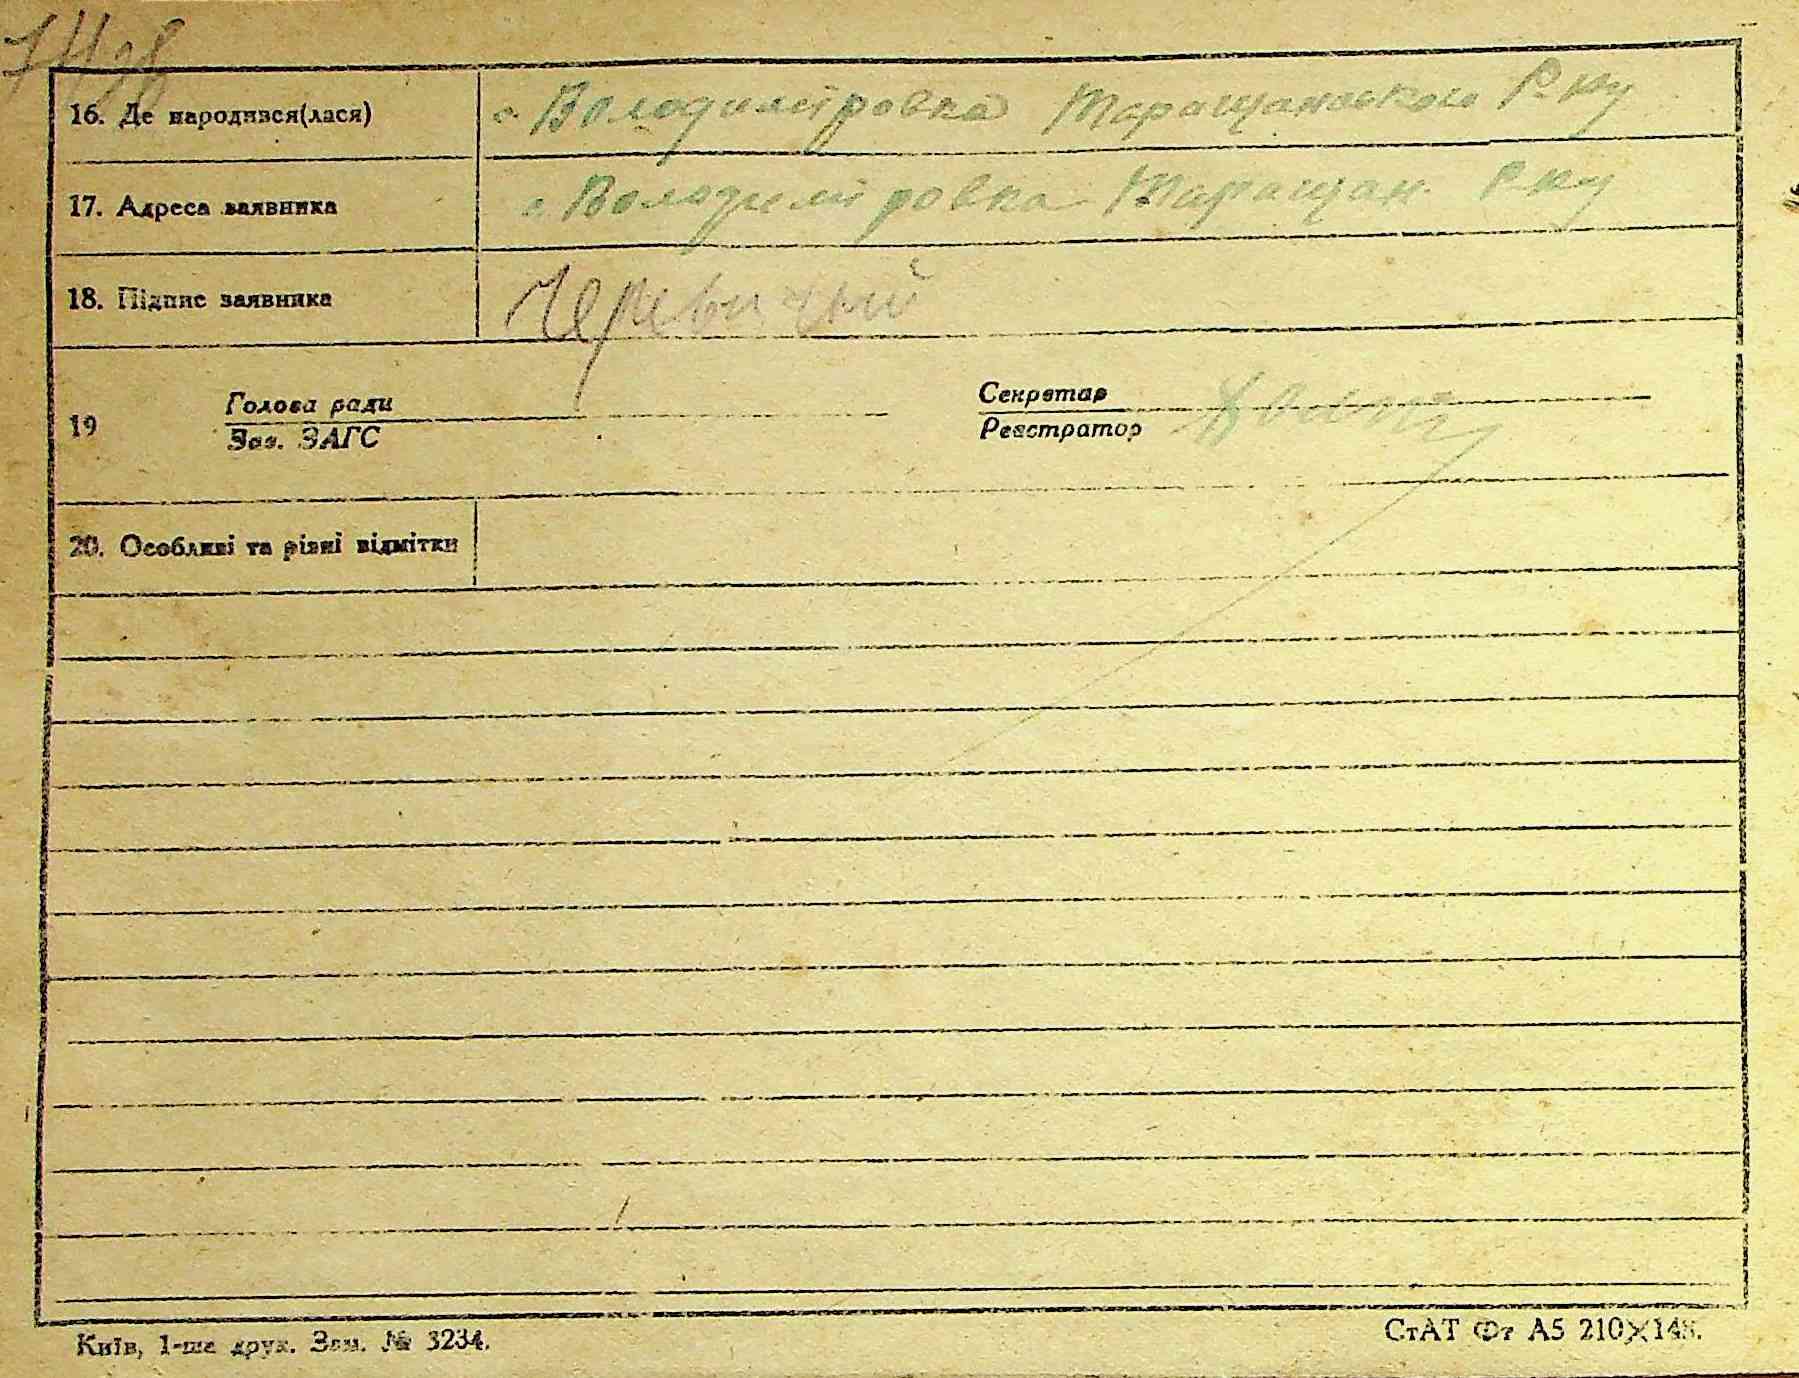 16. Де народився(лася) с. Володимировка Таращанського Р-ну
17. Адреса заявника с. Володимировка Таращан. Р-ну
18. Підпис заявника Черевичний
Голова ради Секретар
19
Зав. ЗАГС Реєстратор
20. Особливі та різні відмітки
Київ, 1-ша друк. Зам. № 3234. СтАТ Фт А5 210×148.